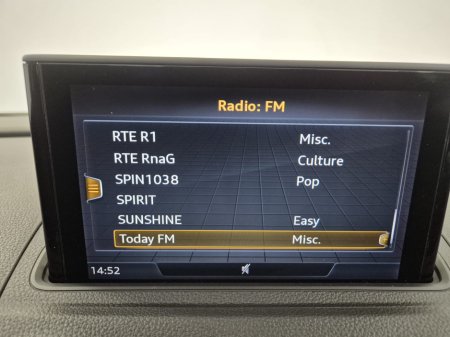 Radio: FM
RTE R1 Misc.
RTE RnaG Culture
SPIN1038 Pop
SPIRIT
SUNSHINE Easy
Today FM Misc.
14:52